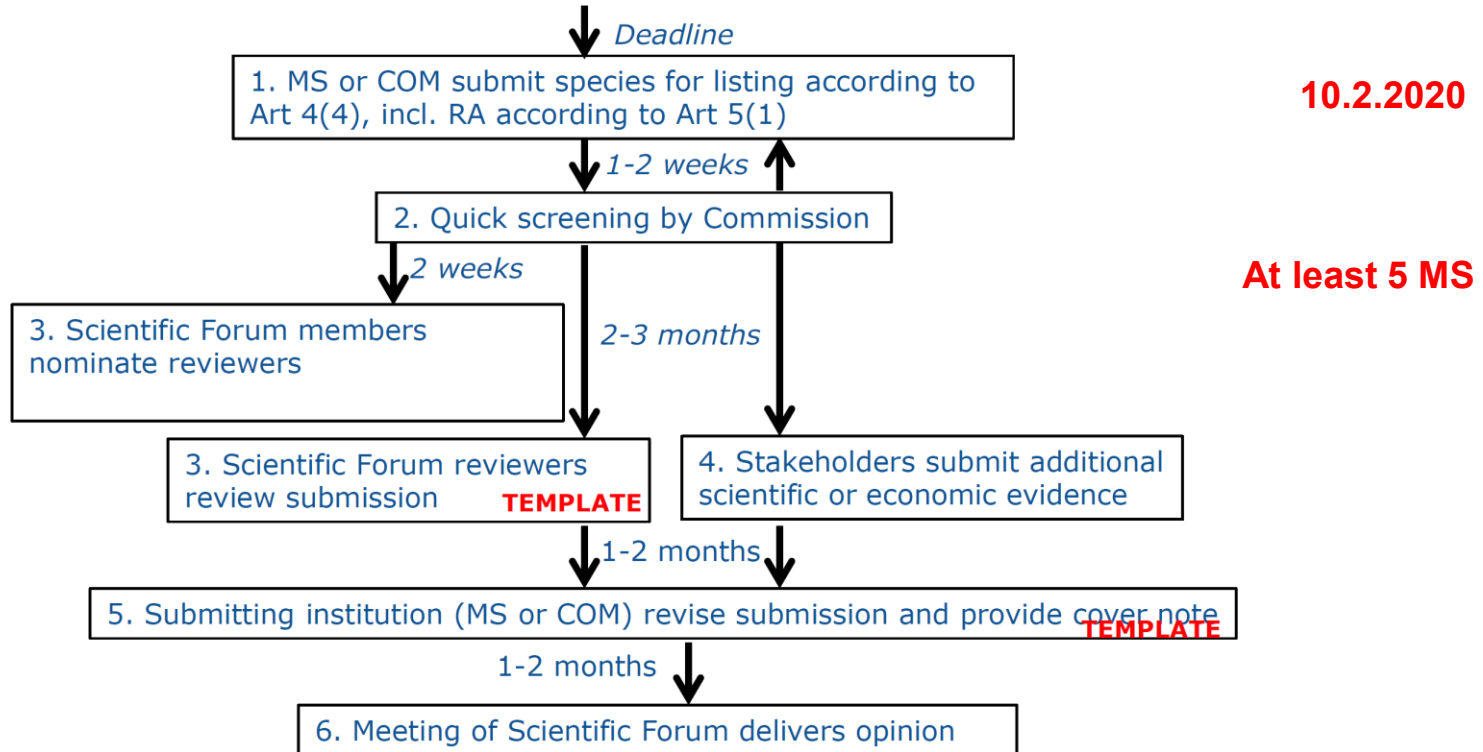 Deadline
1. MS or COM submit species for listing according to
Art 4(4), incl. RA according to Art 5(1)
10.2.2020
1-2 weeks
2. Quick screening by Commission
2 weeks
At least 5 MS
3. Scientific Forum members
nominate reviewers
2-3 months
3. Scientific Forum reviewers
review submission
TEMPLATE
4. Stakeholders submit additional
scientific or economic evidence
1-2 months
5. Submitting institution (MS or COM) revise submission and provide cover note
TEMPLATE
1-2 months
6. Meeting of Scientific Forum delivers opinion